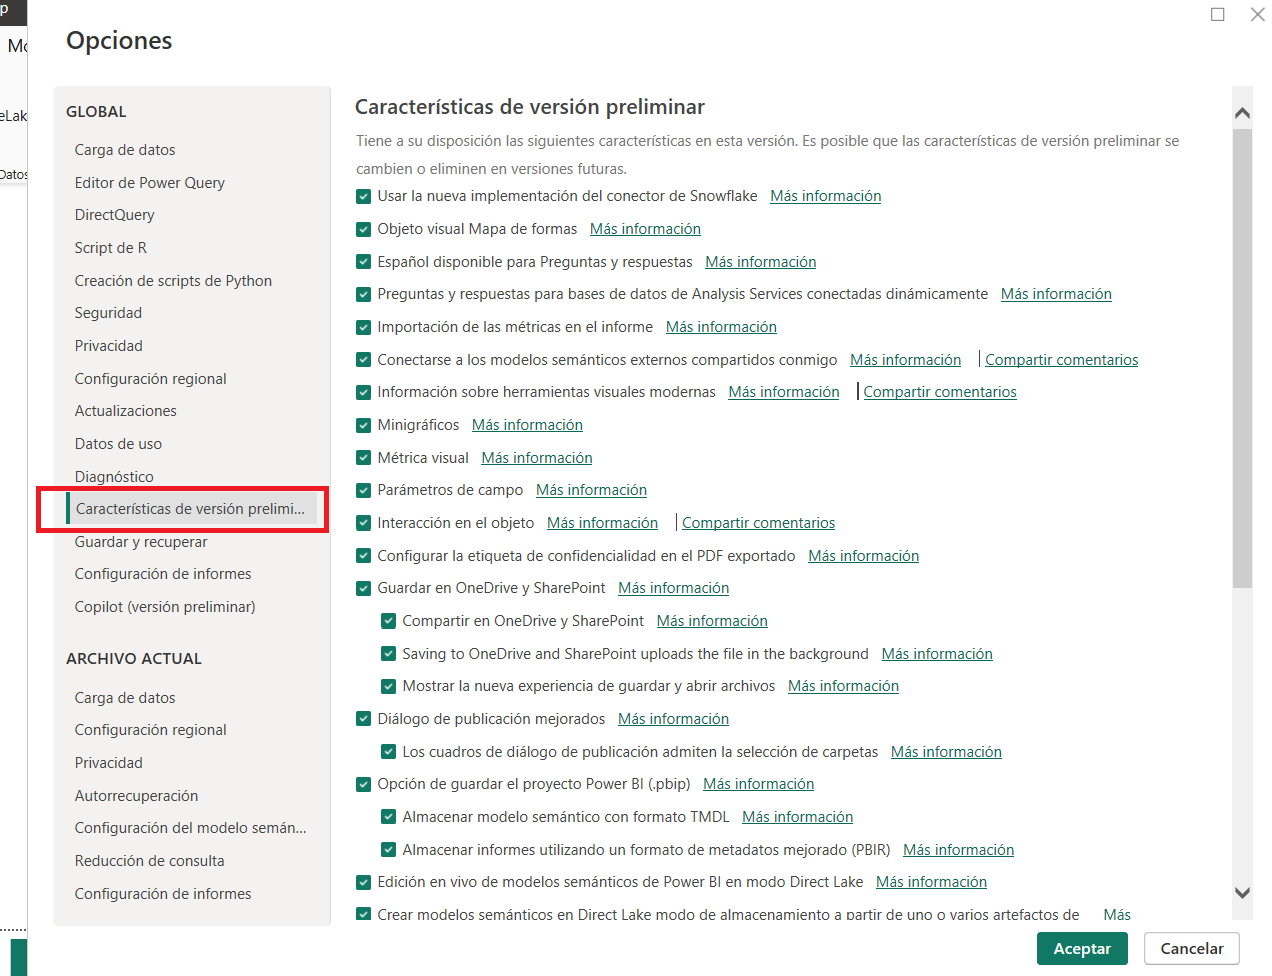 p
Mo
eLak
Datos
Opciones
GLOBAL
Carga de datos
Editor de Power Query
DirectQuery
Script de R
Creación de scripts de Python
Seguridad
Privacidad
Configuración regional
Actualizaciones
Datos de uso
Diagnóstico
Características de versión prelimi...
Guardar y recuperar
Configuración de informes
Copilot (versión preliminar)
ARCHIVO ACTUAL
Carga de datos
Configuración regional
Privacidad
Autorrecuperación
Configuración del modelo semán...
Reducción de consulta
Configuración de informes
Características de versión preliminar
Tiene a su disposición las siguientes características en esta versión. Es posible que las características de versión preliminar se
cambien o eliminen en versiones futuras.
Usar la nueva implementación del conector de Snowflake Más información
Objeto visual Mapa de formas Más información
Español disponible para Preguntas y respuestas Más información
Preguntas y respuestas para bases de datos de Analysis Services conectadas dinámicamente Más información
Importación de las métricas en el informe Más información
Conectarse a los modelos semánticos externos compartidos conmigo Más información | Compartir comentarios
Información sobre herramientas visuales modernas Más información | Compartir comentarios
Minigráficos Más información
Métrica visual Más información
Parámetros de campo Más información
Interacción en el objeto Más información | Compartir comentarios
Configurar la etiqueta de confidencialidad en el PDF exportado Más información
Guardar en OneDrive y SharePoint Más información
Compartir en OneDrive y SharePoint Más información
Saving to OneDrive and SharePoint uploads the file in the background Más información
Mostrar la nueva experiencia de guardar y abrir archivos Más información
Diálogo de publicación mejorados Más información
Los cuadros de diálogo de publicación admiten la selección de carpetas Más información
Opción de guardar el proyecto Power BI (.pbip) Más información
Almacenar modelo semántico con formato TMDL Más información
Almacenar informes utilizando un formato de metadatos mejorado (PBIR) Más información
Edición en vivo de modelos semánticos de Power BI en modo Direct Lake Más información
Crear modelos semánticos en Direct Lake modo de almacenamiento a partir de uno o varios artefactos de Más
Aceptar
Cancelar